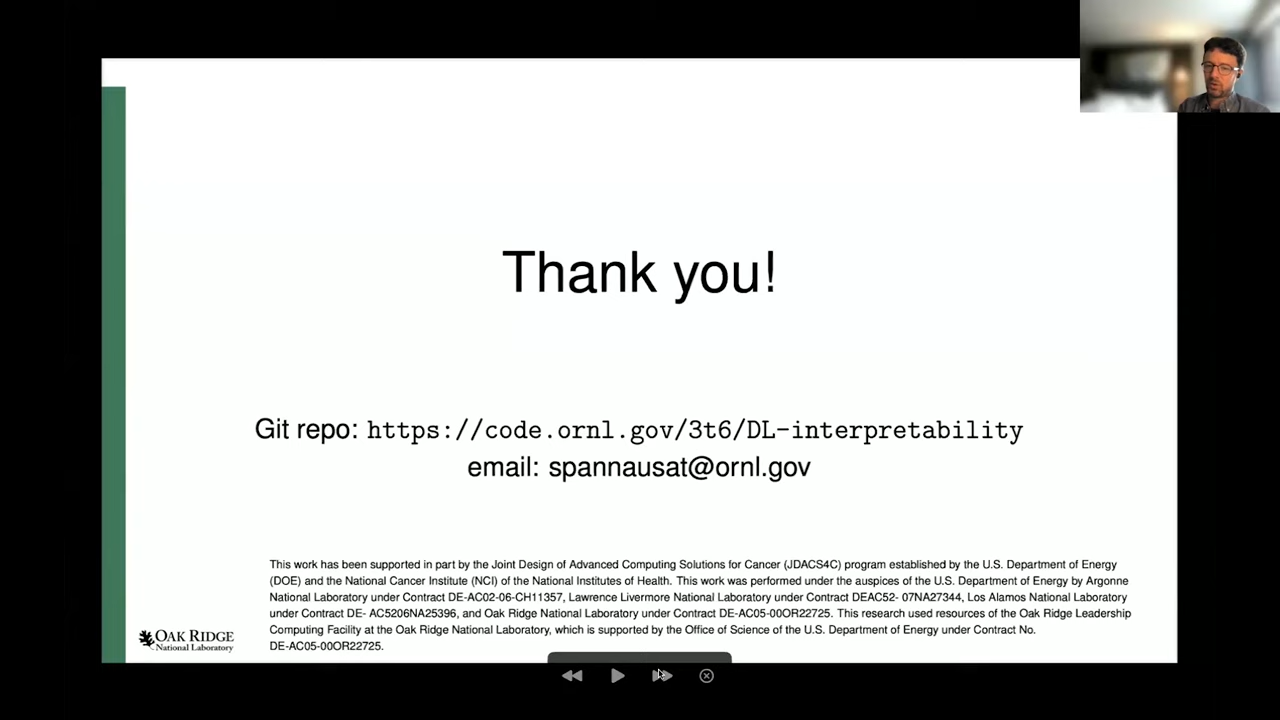 Thank you!
Git repo: https://code.ornl.gov/3t6/DL-interpretability
email: spannausat@ornl.gov
This work has been supported in part by the Joint Design of Advanced Computing Solutions for Cancer (JDACS4C) program established by the U.S. Department of Energy
(DOE) and the National Cancer Institute (NCI) of the National Institutes of Health. This work was performed under the auspices of the U.S. Department of Energy by Argonne
National Laboratory under Contract DE-AC02-06-CH11357, Lawrence Livermore National Laboratory under Contract DEAC52- 07NA27344, Los Alamos National Laboratory
under Contract DE- AC5206NA25396, and Oak Ridge National Laboratory under Contract DE-AC05-00OR22725. This research used resources of the Oak Ridge Leadership
Computing Facility at the Oak Ridge National Laboratory, which is supported by the Office of Science of the U.S. Department of Energy under Contract No.
DE-AC05-00OR22725.
OAK RIDGE
National Laboratory